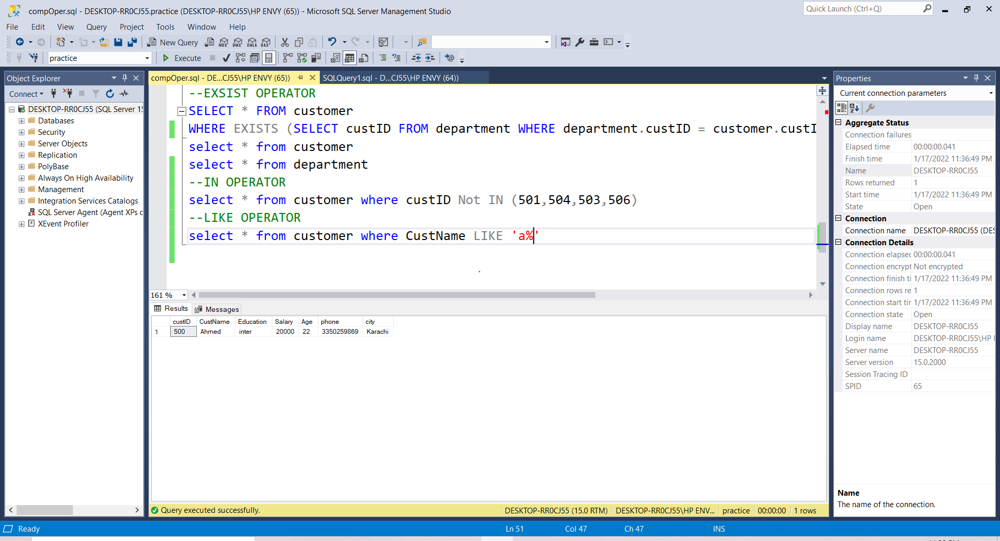 compOper.sql - DESKTOP-RR0CJ55.practice (DESKTOP-RR0CJ55\HP ENVY (65)) - Microsoft SQL Server Management Studio
Quick Launch (Ctrl+Q)
File Edit View Query Project Tools Window Help
New Query MDX DMX XMLA DAX
practice Execute
Object Explorer
Connect
DESKTOP-RR0CJ55 (SQL Server 15
Databases
Security
Server Objects
Replication
PolyBase
Always On High Availability
Management
Integration Services Catalogs
SQL Server Agent (Agent XPs c
XEvent Profiler
compOper.sql - DE...CJ55\HP ENVY (65)) SQLQuery1.sql - D...CJ55\HP ENVY (64))
--EXSIST OPERATOR
SELECT * FROM customer
WHERE EXISTS (SELECT custID FROM department WHERE department.custID = customer.custI
select * from customer
select * from department
--IN OPERATOR
select * from customer where custID Not IN (501,504,503,506)
--LIKE OPERATOR
select * from customer where CustName LIKE 'a%'
161 %
Results Messages
custID CustName Education Salary Age phone city
1 500 Ahmed inter 20000 22 3350259869 Karachi
Query executed successfully. DESKTOP-RR0CJ55 (15.0 RTM) DESKTOP-RR0CJ55\HP ENV... practice 00:00:00 1 rows
Properties
Current connection parameters
Aggregate Status
Connection failures
Elapsed time 00:00:00.041
Finish time 1/17/2022 11:36:49 PM
Name DESKTOP-RR0CJ55
Rows returned 1
Start time 1/17/2022 11:36:49 PM
State Open
Connection
Connection name DESKTOP-RR0CJ55 (DES
Connection Details
Connection elapsec 00:00:00.041
Connection encrypt Not encrypted
Connection finish ti 1/17/2022 11:36:49 PM
Connection rows re 1
Connection start tir 1/17/2022 11:36:49 PM
Connection state Open
Display name DESKTOP-RR0CJ55
Login name DESKTOP-RR0CJ55\HP
Server name DESKTOP-RR0CJ55
Server version 15.0.2000
Session Tracing ID
SPID 65
Name
The name of the connection.
Ready Ln 51 Col 47 Ch 47 INS